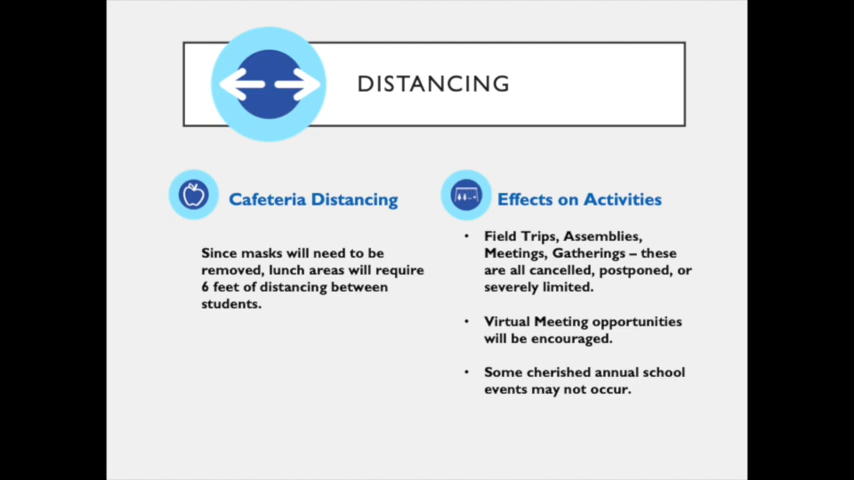 DISTANCING
Cafeteria Distancing
Since masks will need to be
removed, lunch areas will require
6 feet of distancing between
students.
Effects on Activities
• Field Trips, Assemblies,
Meetings, Gatherings – these
are all cancelled, postponed, or
severely limited.
• Virtual Meeting opportunities
will be encouraged.
• Some cherished annual school
events may not occur.